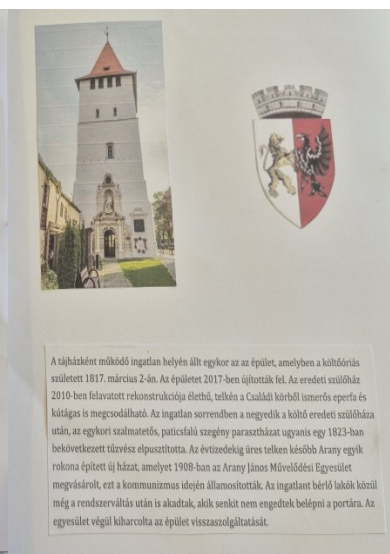 A tájházként működő ingatlan helyén állt egykor az az épület, amelyben a költőóriás
született 1817. március 2-án. Az épületet 2017-ben újították fel. Az eredeti szülőház
2010-ben felavatott rekonstrukciója élethű, telkén a Családi körből ismerős eperfa és
kútágas is megcsodálható. Az ingatlan sorrendben a negyedik a költő eredeti szülőháza
után, az egykori szalmatetős, paticsfalú szegény parasztházat ugyanis egy 1823-ban
bekövetkezett tűzvész elpusztította. Az évtizedekig üres telken később Arany egyik
rokona épített új házat, amelyet 1908-ban az Arany János Művelődési Egyesület
megvásárolt, ezt a kommunizmus idején államosították. Az ingatlant bérlő lakók közül
még a rendszerváltás után is akadtak, akik senkit nem engedtek belépni a portára. Az
egyesület végül kiharcolta az épület visszaszolgáltatását.